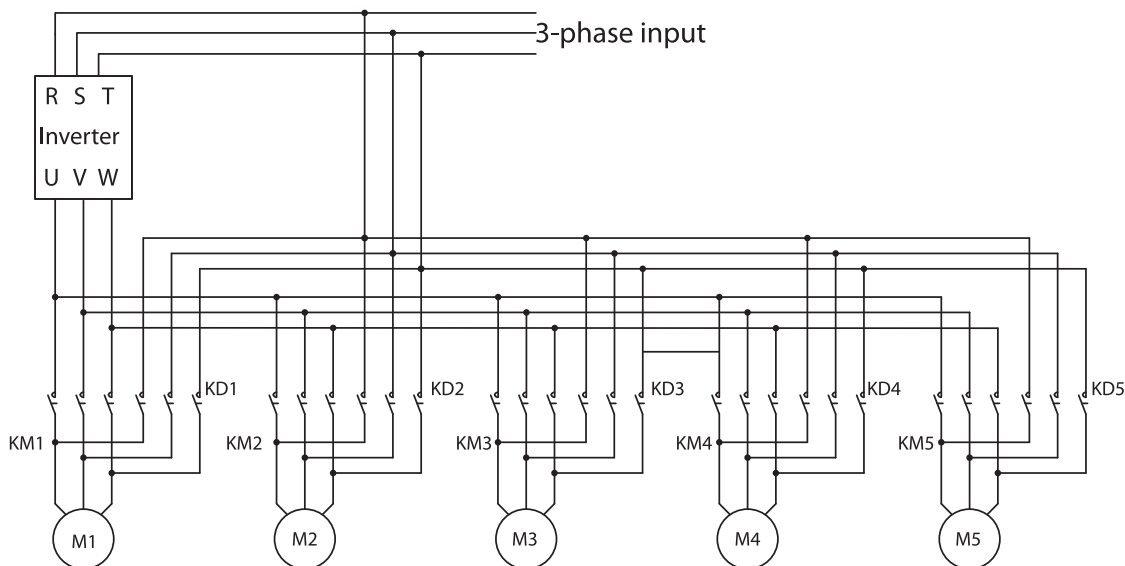 3-phase input
R S T
Inverter
U V W
KD1
KD2
KD3
KD4
KD5
KM1
KM2
KM3
KM4
KM5
M1
M2
M3
M4
M5